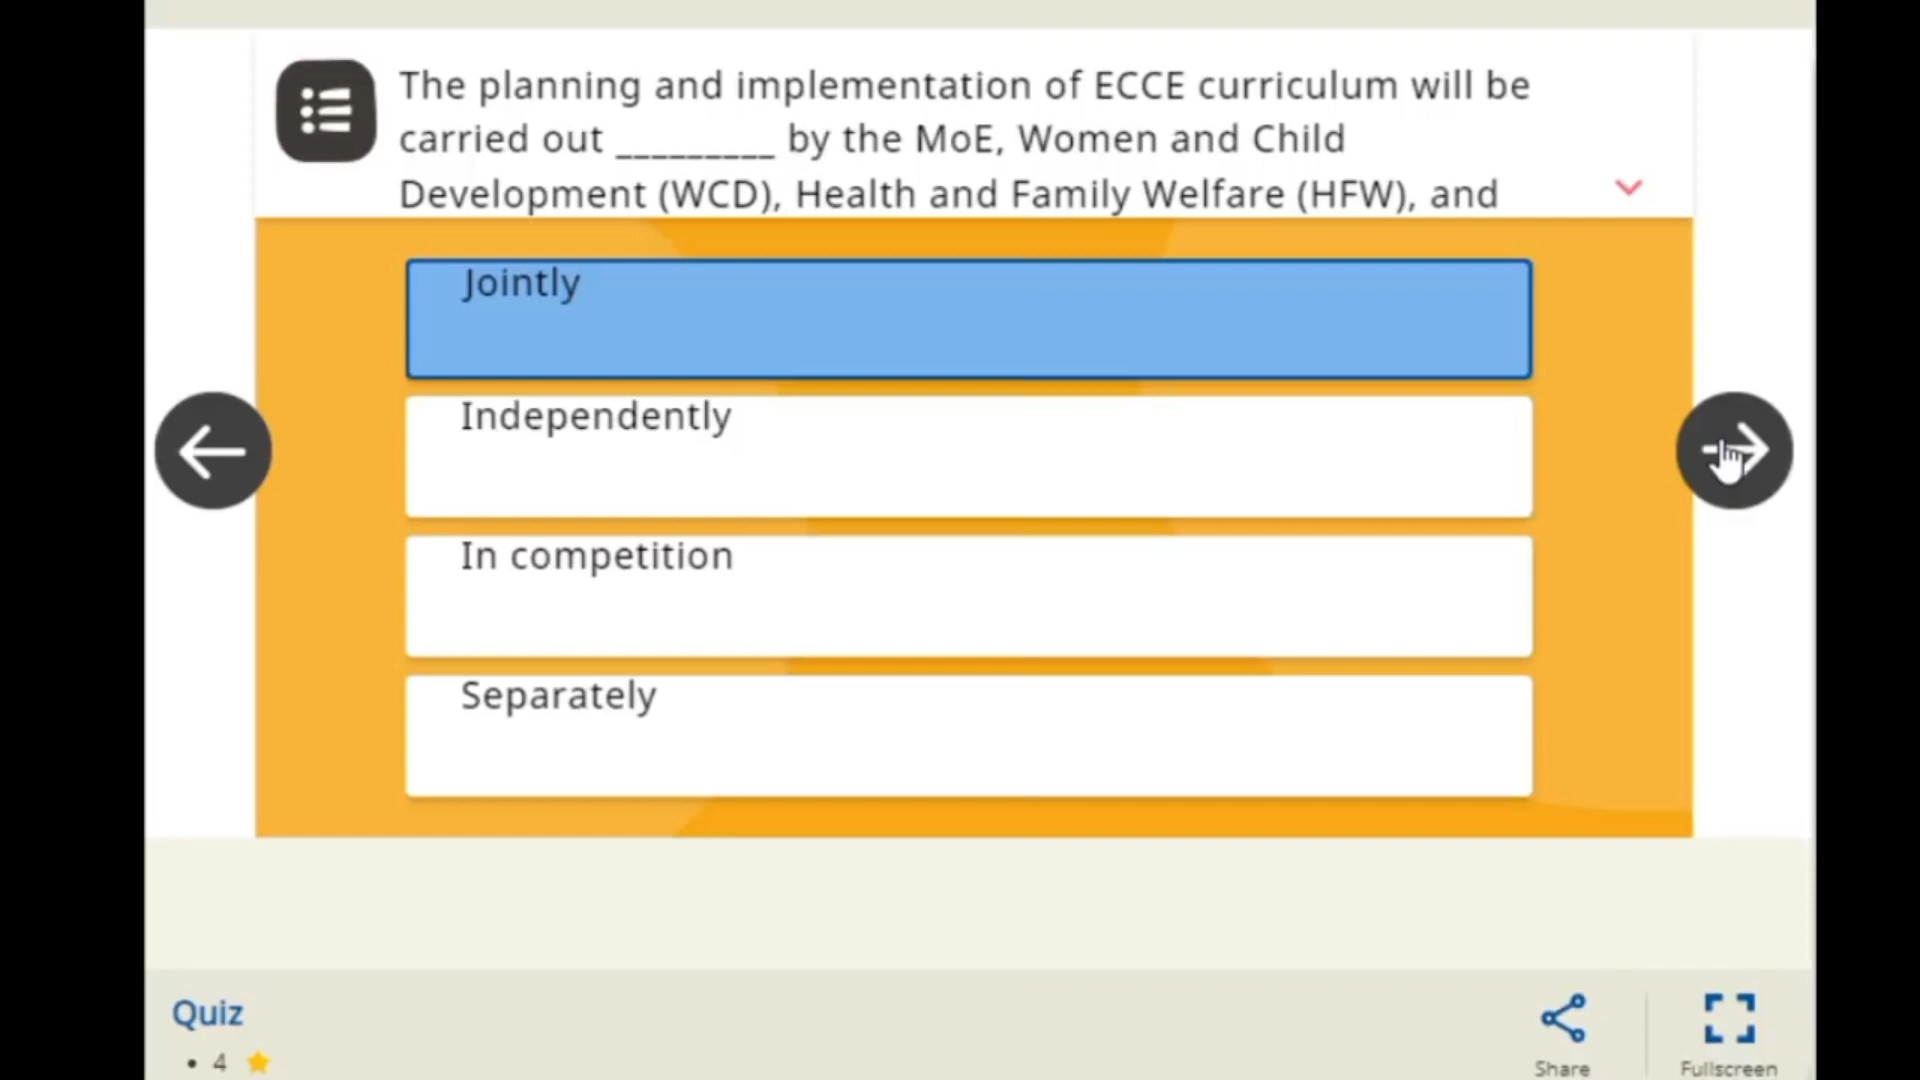 The planning and implementation of ECCE curriculum will be
carried out _________ by the MoE, Women and Child
Development (WCD), Health and Family Welfare (HFW), and
Jointly
Independently
In competition
Separately
Quiz
• 4
Share
Fullscreen